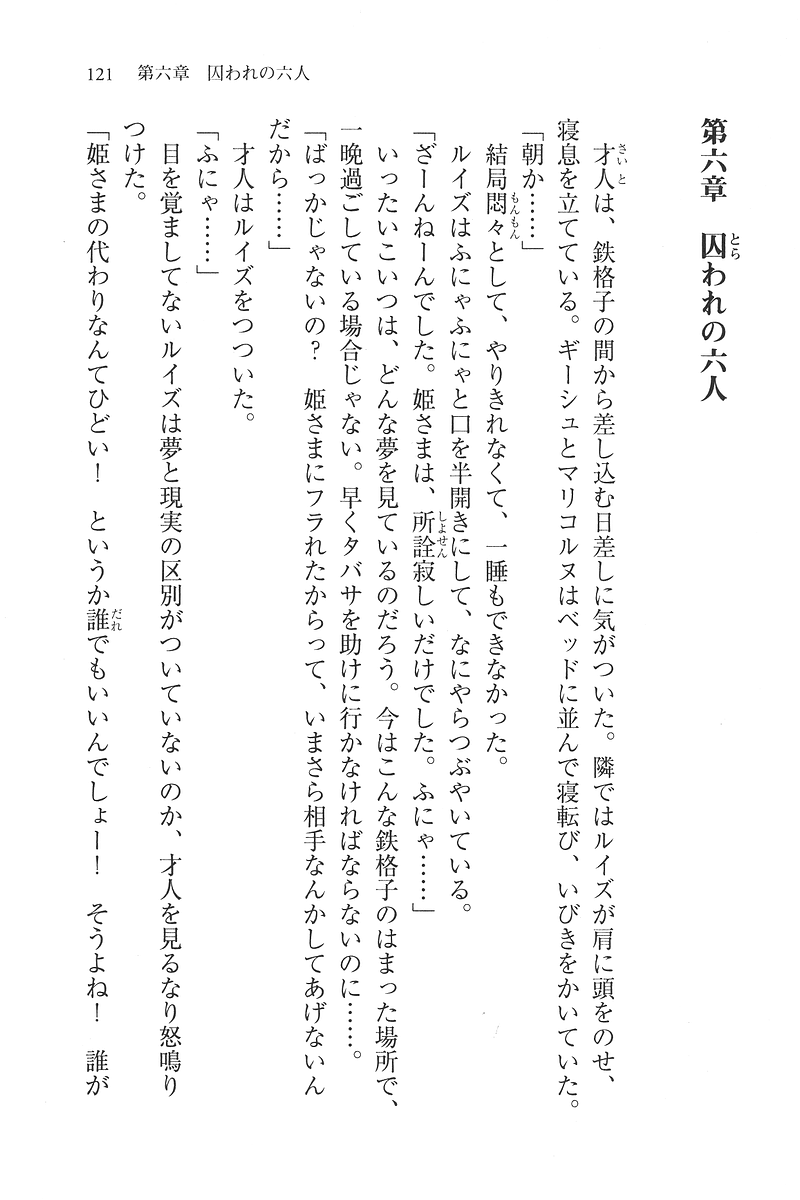 121　第六章　囚われの六人
第六章　囚われの六人
　才人は、鉄格子の間から差し込む日差しに気がついた。隣ではルイズが肩に頭をのせ、
寝息を立てている。ギーシュとマリコルヌはベッドに並んで寝転び、いびきをかいていた。
「朝か……」
　結局悶々として、やりきれなくて、一睡もできなかった。
　ルイズはふにゃふにゃと口を半開きにして、なにやらつぶやいている。
「ざーんねーんでした。姫さまは、所詮寂しいだけでした。ふにゃ……」
　いったいこいつは、どんな夢を見ているのだろう。今はこんな鉄格子のはまった場所で、
一晩過ごしている場合じゃない。早くタバサを助けに行かなければならないのに……。
「ばっかじゃないの？　姫さまにフラれたからって、いまさら相手なんかしてあげないん
だから……」
　才人はルイズをつついた。
「ふにゃ……」
　目を覚ましてないルイズは夢と現実の区別がついていないのか、才人を見るなり怒鳴り
つけた。
「姫さまの代わりなんてひどい！　というか誰でもいいんでしょー！　そうよね！　誰が